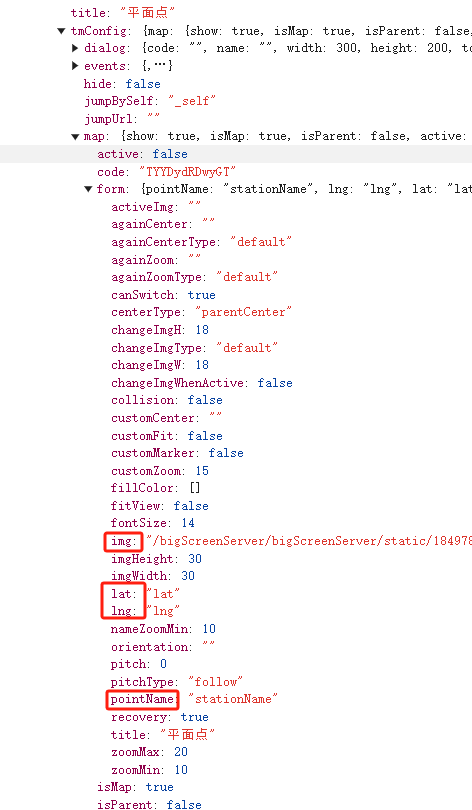 title: "平面点"
tmConfig: {map: {show: true, isMap: true, isParent: false,
dialog: {code: "", name: "", width: 300, height: 200, to
events: {,…}
hide: false
jumpBySelf: "_self"
jumpUrl: ""
map: {show: true, isMap: true, isParent: false, active:
active: false
code: "TYYDydRDwyGT"
form: {pointName: "stationName", lng: "lng", lat: "lat
activeImg: ""
againCenter: ""
againCenterType: "default"
againZoom: ""
againZoomType: "default"
canSwitch: true
centerType: "parentCenter"
changeImgH: 18
changeImgType: "default"
changeImgW: 18
changeImgWhenActive: false
collision: false
customCenter: ""
customFit: false
customMarker: false
customZoom: 15
fillColor: []
fitView: false
fontSize: 14
img: "/bigScreenServer/bigScreenServer/static/184978
imgHeight: 30
imgWidth: 30
lat: "lat"
lng: "lng"
nameZoomMin: 10
orientation: ""
pitch: 0
pitchType: "follow"
pointName: "stationName"
recovery: true
title: "平面点"
zoomMax: 20
zoomMin: 10
isMap: true
isParent: false